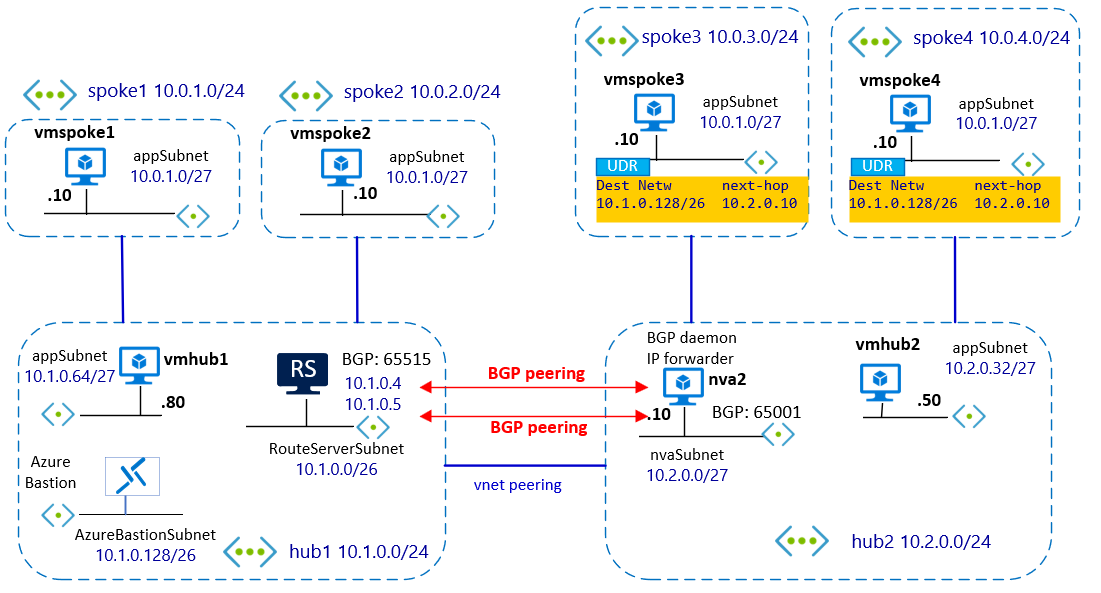 spoke1 10.0.1.0/24
vmspoke1
appSubnet
10.0.1.0/27
.10
spoke2 10.0.2.0/24
vmspoke2
appSubnet
10.0.1.0/27
.10
spoke3 10.0.3.0/24
vmspoke3
appSubnet
10.0.1.0/27
.10
UDR
Dest Netw next-hop
10.1.0.128/26 10.2.0.10
spoke4 10.0.4.0/24
vmspoke4
appSubnet
10.0.1.0/27
.10
UDR
Dest Netw next-hop
10.1.0.128/26 10.2.0.10
appSubnet
10.1.0.64/27
vmhub1
.80
RS
BGP: 65515
10.1.0.4
10.1.0.5
RouteServerSubnet
10.1.0.0/26
Azure
Bastion
AzureBastionSubnet
10.1.0.128/26
hub1 10.1.0.0/24
BGP peering
BGP peering
vnet peering
BGP daemon
IP forwarder
nva2
.10
BGP: 65001
nvaSubnet
10.2.0.0/27
vmhub2
appSubnet
10.2.0.32/27
.50
hub2 10.2.0.0/24